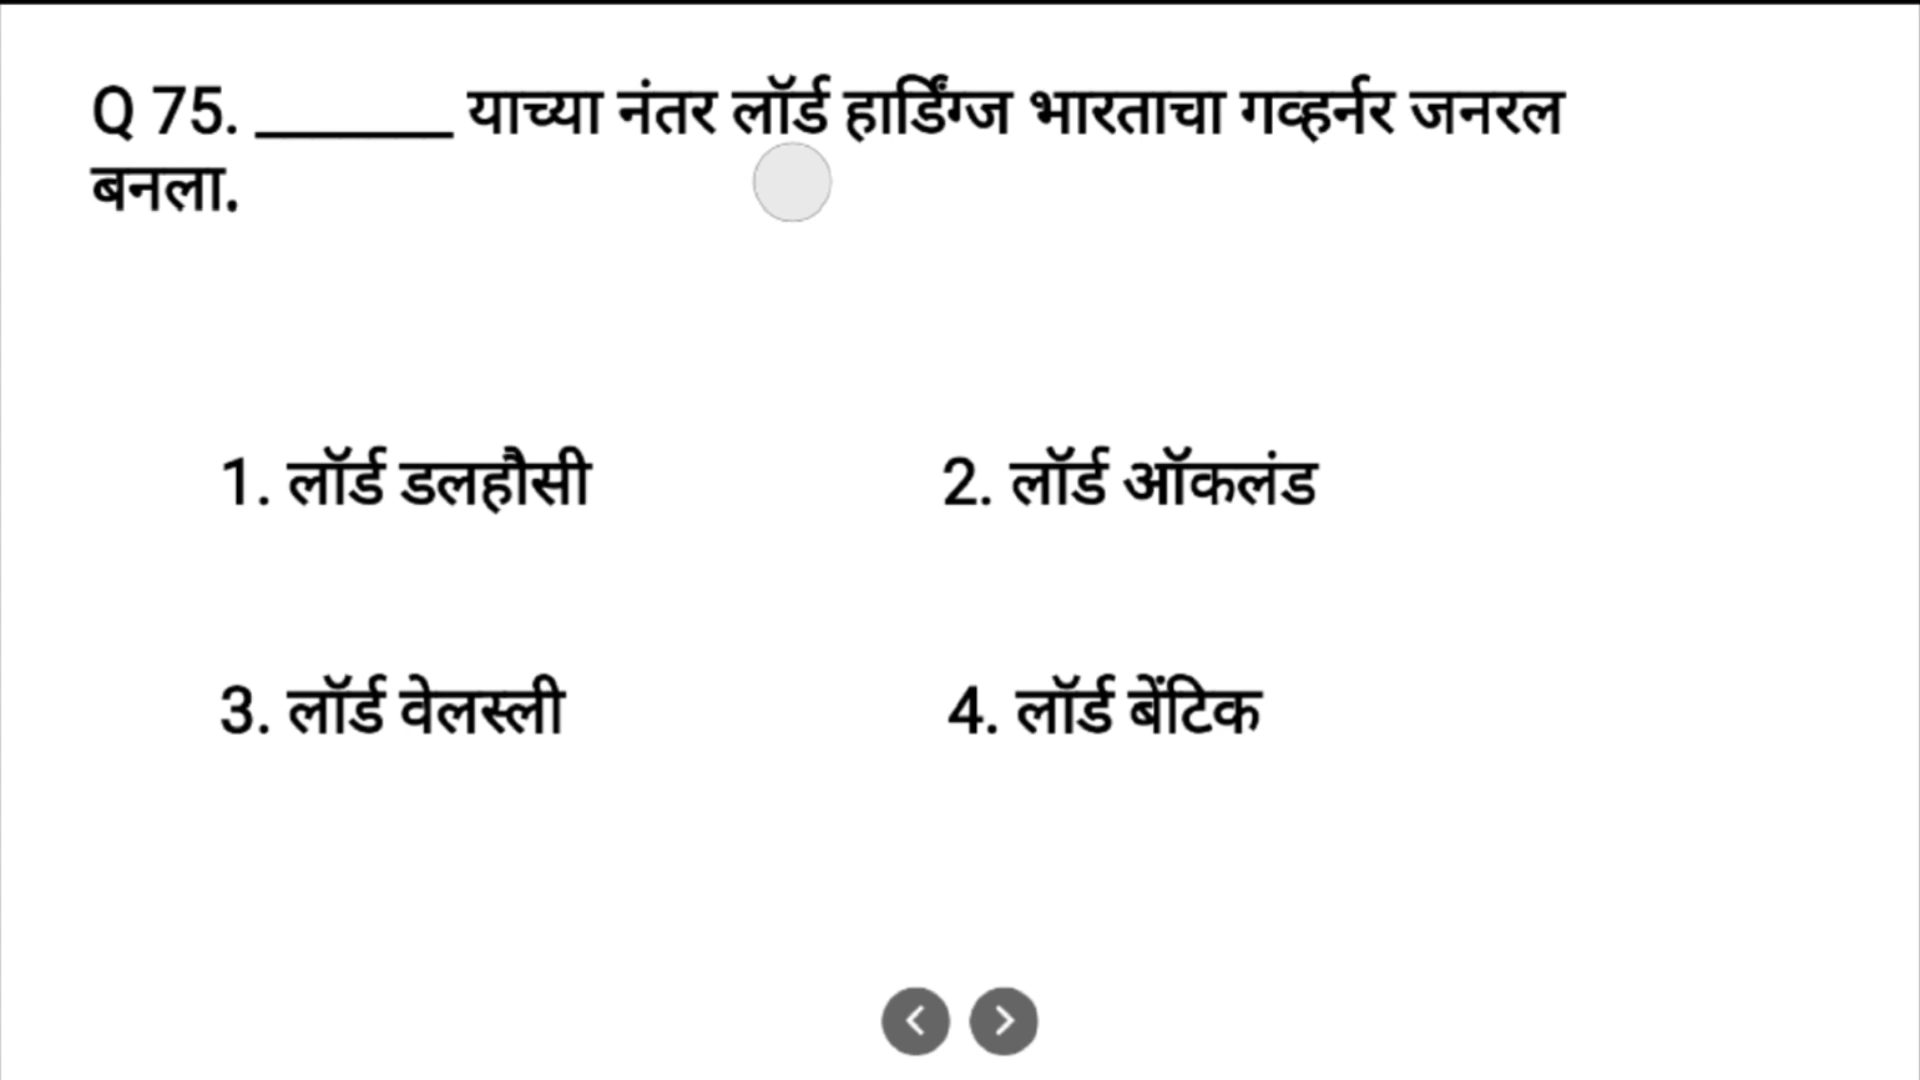 Q 75. ______ याच्या नंतर लॉर्ड हार्डिंग्ज भारताचा गव्हर्नर जनरल
बनला.
1. लॉर्ड डलहौसी 2. लॉर्ड ऑकलंड
3. लॉर्ड वेलस्ली 4. लॉर्ड बेंटिक